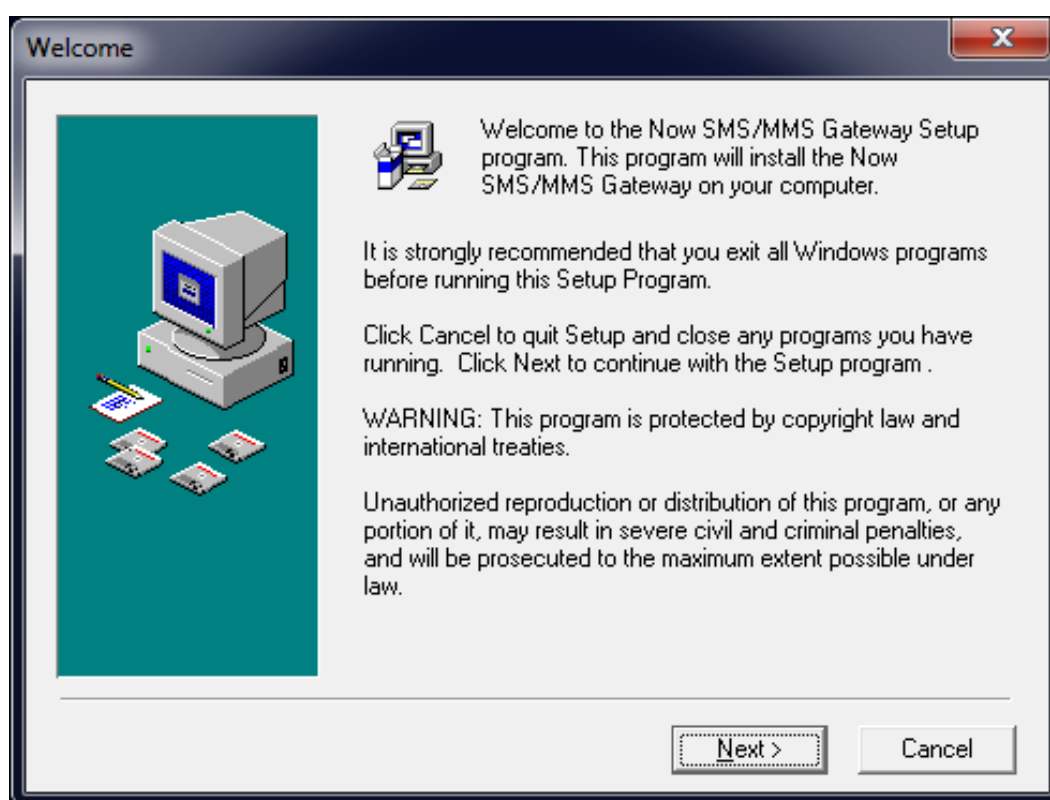 Welcome
Welcome to the Now SMS/MMS Gateway Setup
program. This program will install the Now
SMS/MMS Gateway on your computer.
It is strongly recommended that you exit all Windows programs
before running this Setup Program.
Click Cancel to quit Setup and close any programs you have
running.  Click Next to continue with the Setup program .
WARNING: This program is protected by copyright law and
international treaties.
Unauthorized reproduction or distribution of this program, or any
portion of it, may result in severe civil and criminal penalties,
and will be prosecuted to the maximum extent possible under
law.
Next >
Cancel